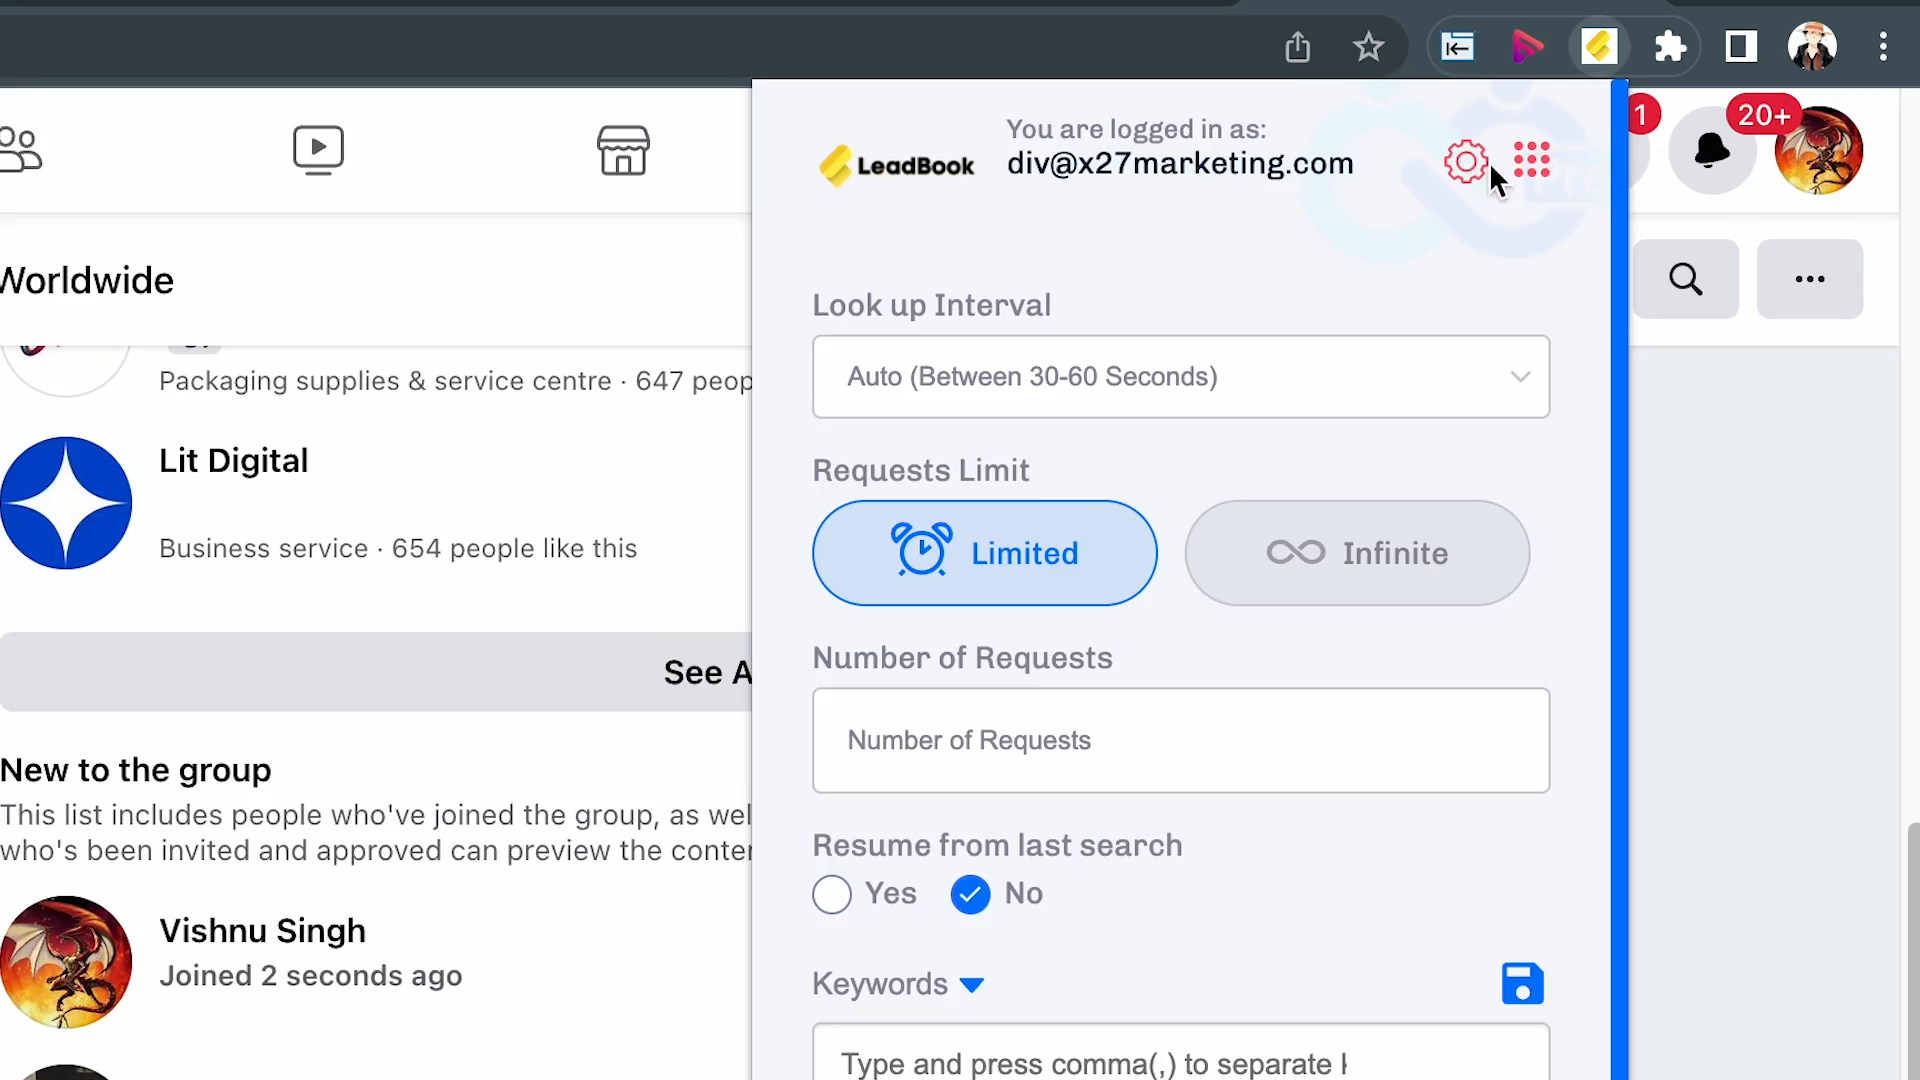 1
20+
LeadBook
You are logged in as:
div@x27marketing.com
Worldwide
Packaging supplies & service centre · 647 peop
Lit Digital
Business service · 654 people like this
See A
New to the group
This list includes people who've joined the group, as wel
who's been invited and approved can preview the conten
Vishnu Singh
Joined 2 seconds ago
Look up Interval
Auto (Between 30-60 Seconds)
Requests Limit
Limited
Infinite
Number of Requests
Number of Requests
Resume from last search
Yes
No
Keywords
Type and press comma(,) to separate